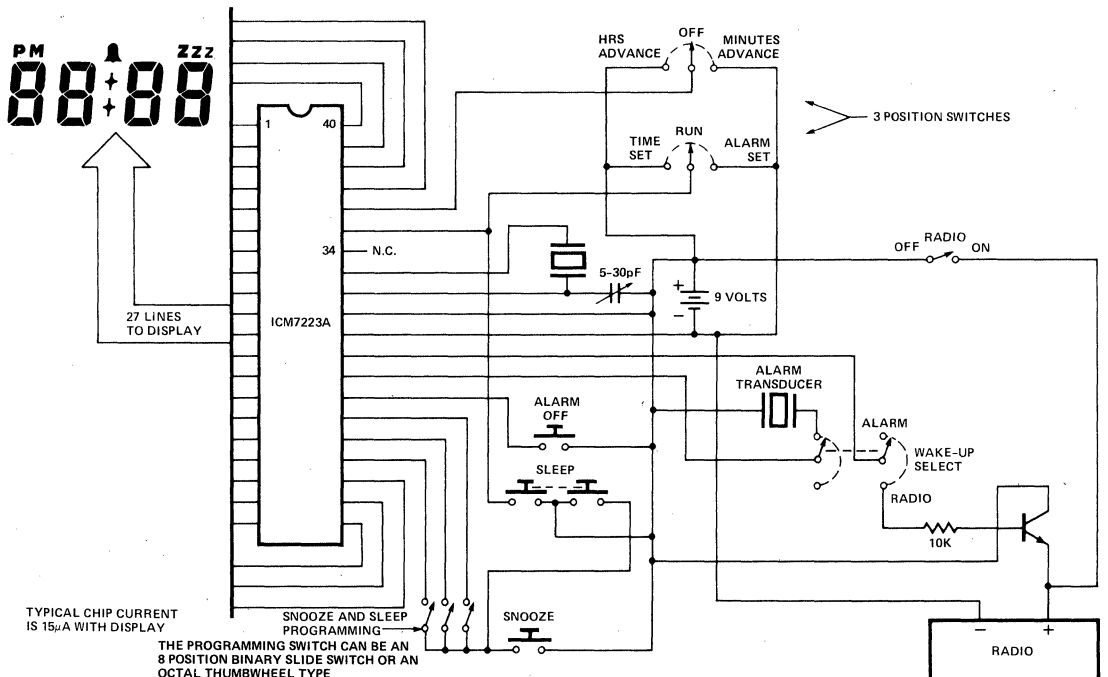 PM
ZZZ
88:88
HRS ADVANCE
OFF
MINUTES ADVANCE
3 POSITION SWITCHES
TIME SET
RUN
ALARM SET
1
40
34
N.C.
5-30pF
+
9 VOLTS
−
OFF
RADIO
ON
27 LINES
TO DISPLAY
ICM7223A
ALARM
TRANSDUCER
ALARM
OFF
ALARM
WAKE-UP
SELECT
SLEEP
RADIO
10K
TYPICAL CHIP CURRENT
IS 15µA WITH DISPLAY
SNOOZE AND SLEEP
PROGRAMMING
SNOOZE
THE PROGRAMMING SWITCH CAN BE AN
8 POSITION BINARY SLIDE SWITCH OR AN
OCTAL THUMBWHEEL TYPE
−
+
RADIO